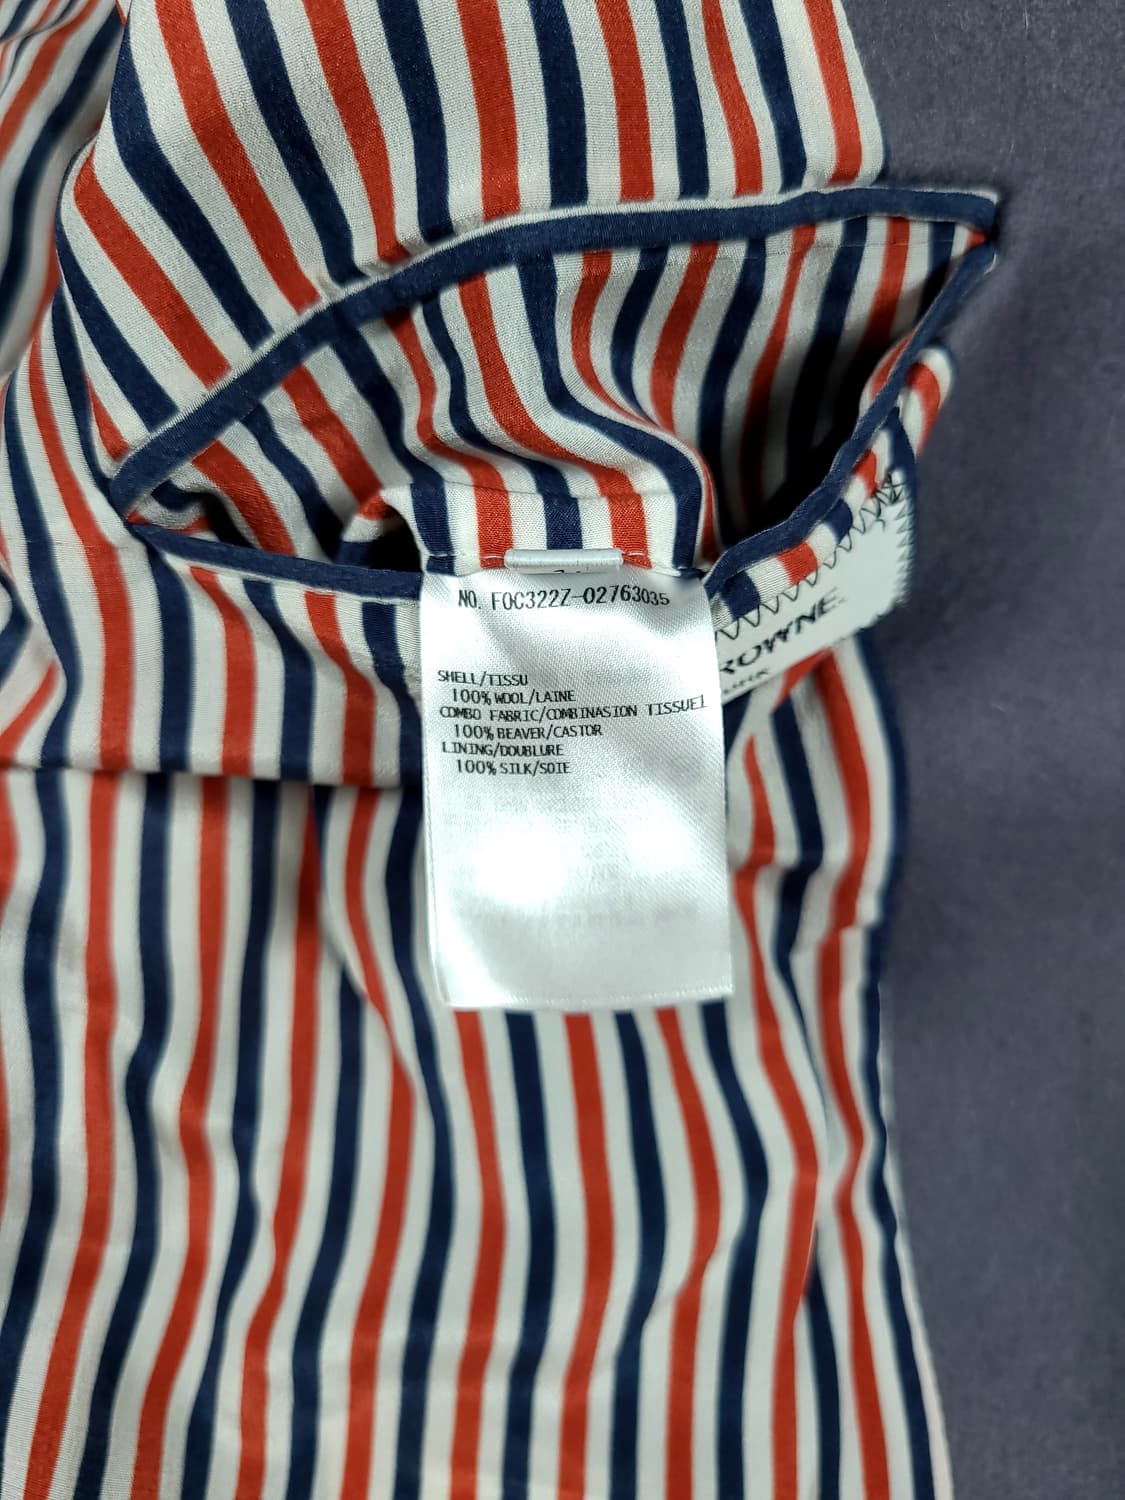 NO. FOC322Z-02763035
SHELL/TISSU
100% WOOL/LAINE
COMBO FABRIC/COMBINASION TISSUE1
100% BEAVER/CASTOR
LINING/DOUBLURE
100% SILK/SOIE
ROWNE.